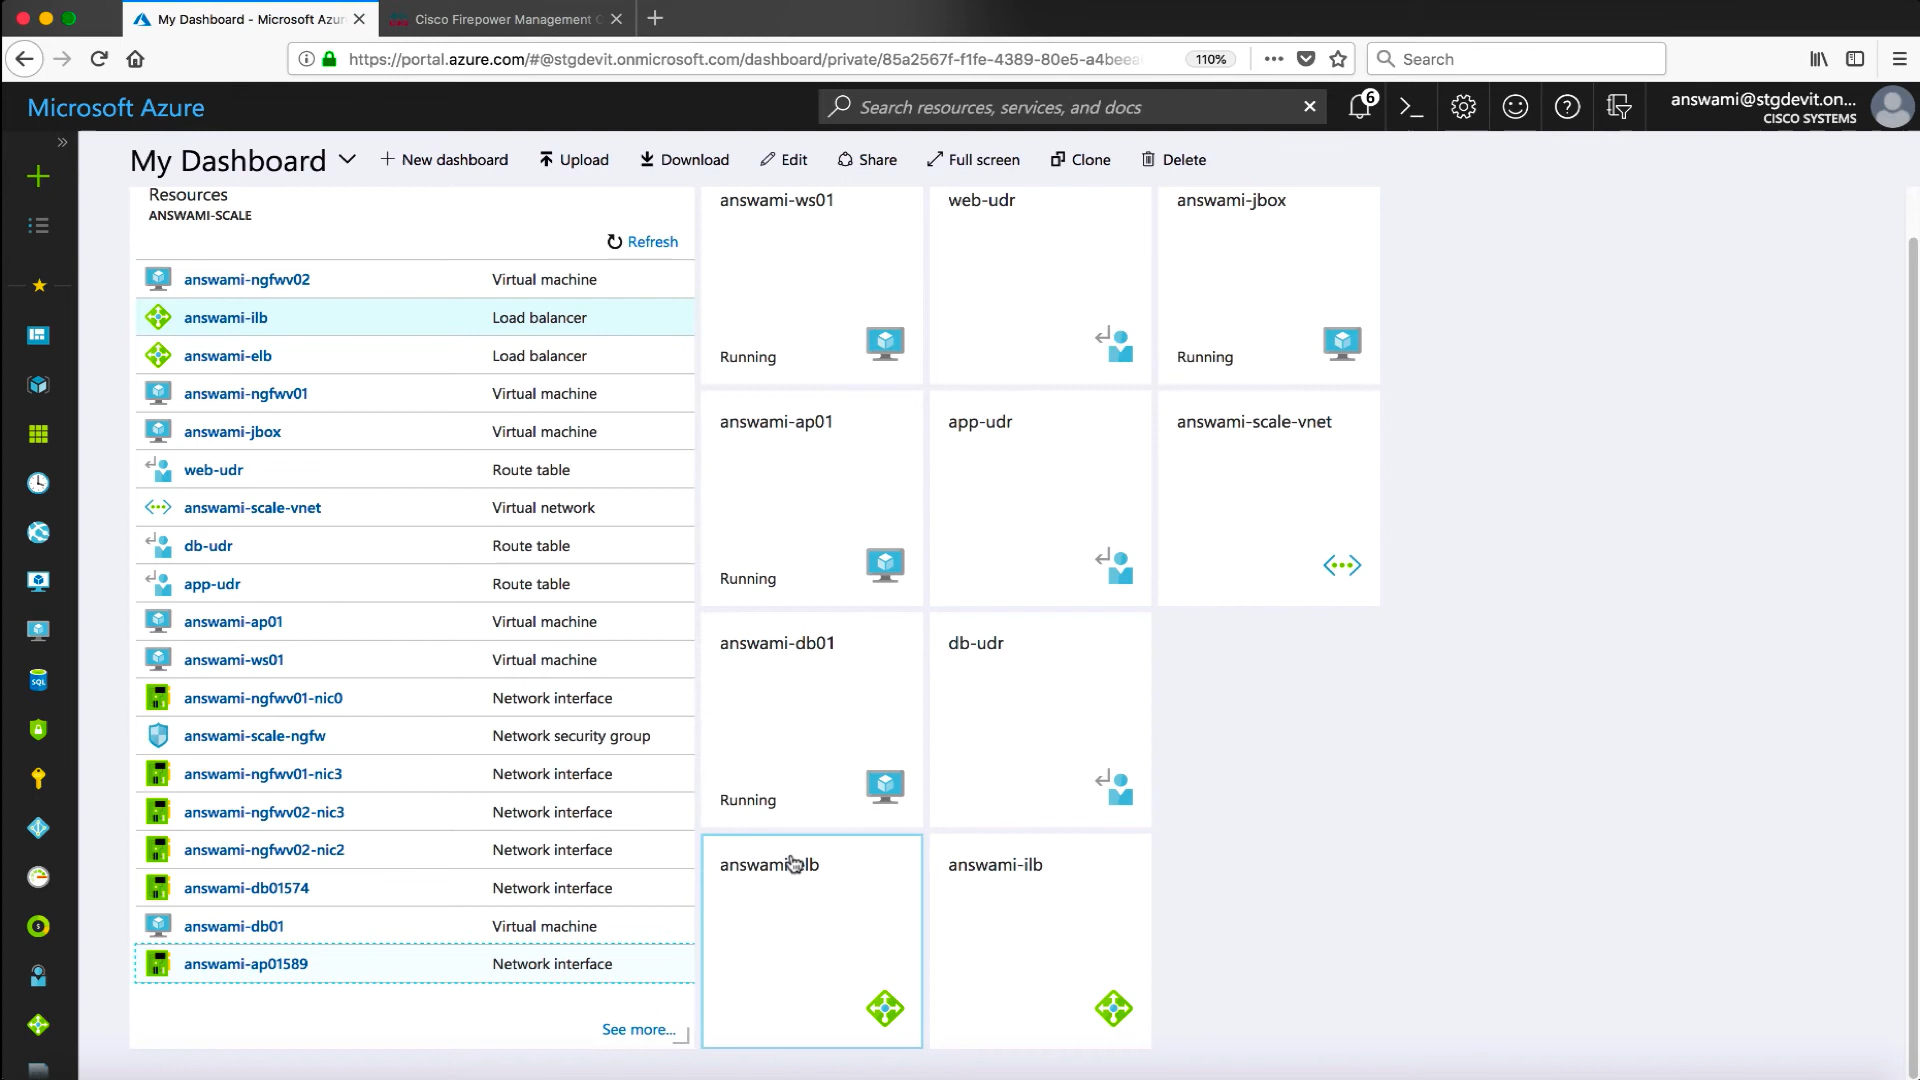 My Dashboard - Microsoft Azur
Cisco Firepower Management C
https://portal.azure.com/#@stgdevit.onmicrosoft.com/dashboard/private/85a2567f-f1fe-4389-80e5-a4beea
110%
Search
Microsoft Azure
Search resources, services, and docs
6
answami@stgdevit.on...
CISCO SYSTEMS
My Dashboard
New dashboard
Upload
Download
Edit
Share
Full screen
Clone
Delete
Resources
ANSWAMI-SCALE
Refresh
answami-ngfwv02 Virtual machine
answami-ilb Load balancer
answami-elb Load balancer
answami-ngfwv01 Virtual machine
answami-jbox Virtual machine
web-udr Route table
answami-scale-vnet Virtual network
db-udr Route table
app-udr Route table
answami-ap01 Virtual machine
answami-ws01 Virtual machine
answami-ngfwv01-nic0 Network interface
answami-scale-ngfw Network security group
answami-ngfwv01-nic3 Network interface
answami-ngfwv02-nic3 Network interface
answami-ngfwv02-nic2 Network interface
answami-db01574 Network interface
answami-db01 Virtual machine
answami-ap01589 Network interface
See more...
answami-ws01
Running
web-udr
answami-jbox
Running
answami-ap01
Running
app-udr
answami-scale-vnet
answami-db01
Running
db-udr
answami-elb
answami-ilb
SQL